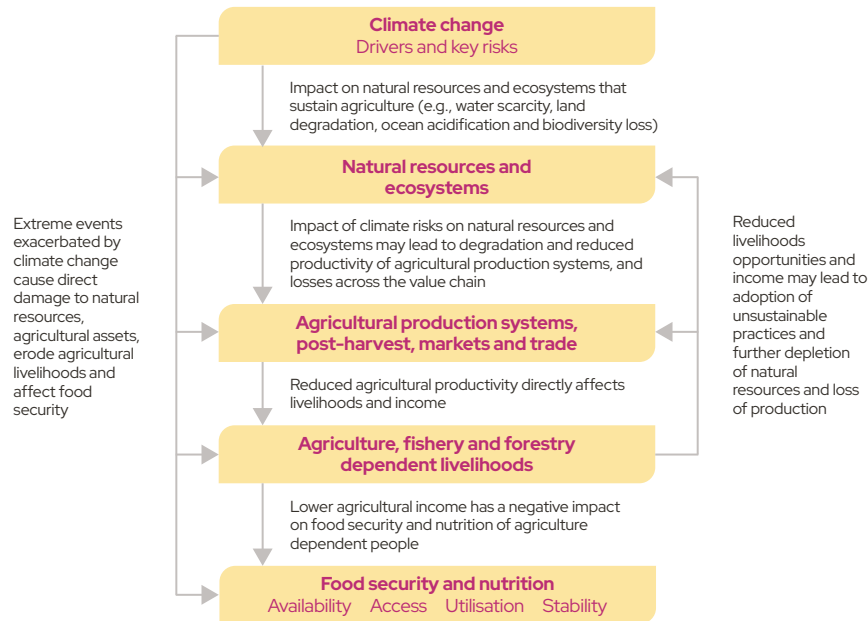 Climate change
Drivers and key risks
Impact on natural resources and ecosystems that
sustain agriculture (e.g., water scarcity, land
degradation, ocean acidification and biodiversity loss)
Natural resources and
ecosystems
Extreme events
exacerbated by
climate change
cause direct
damage to natural
resources,
agricultural assets,
erode agricultural
livelihoods and
affect food
security
Impact of climate risks on natural resources and
ecosystems may lead to degradation and reduced
productivity of agricultural production systems, and
losses across the value chain
Reduced
livelihoods
opportunities and
income may lead to
adoption of
unsustainable
practices and
further depletion
of natural
resources and loss
of production
Agricultural production systems,
post-harvest, markets and trade
Reduced agricultural productivity directly affects
livelihoods and income
Agriculture, fishery and forestry
dependent livelihoods
Lower agricultural income has a negative impact
on food security and nutrition of agriculture
dependent people
Food security and nutrition
Availability Access Utilisation Stability